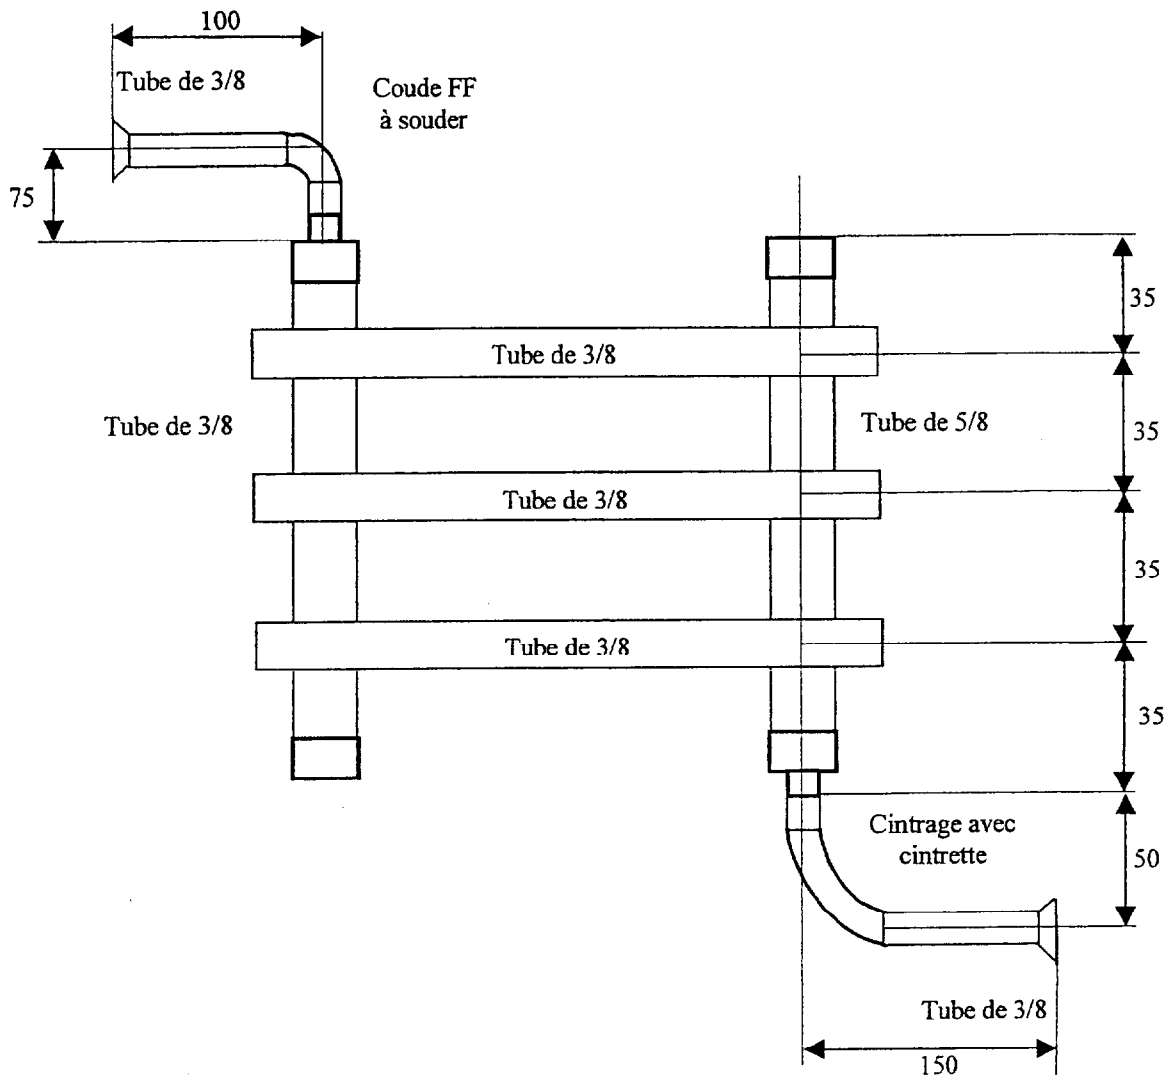 100
Tube de 3/8
Coude FF
à souder
75
35
Tube de 3/8
Tube de 3/8
Tube de 5/8
35
Tube de 3/8
35
Tube de 3/8
35
Cintrage avec
cintrette
50
Tube de 3/8
150